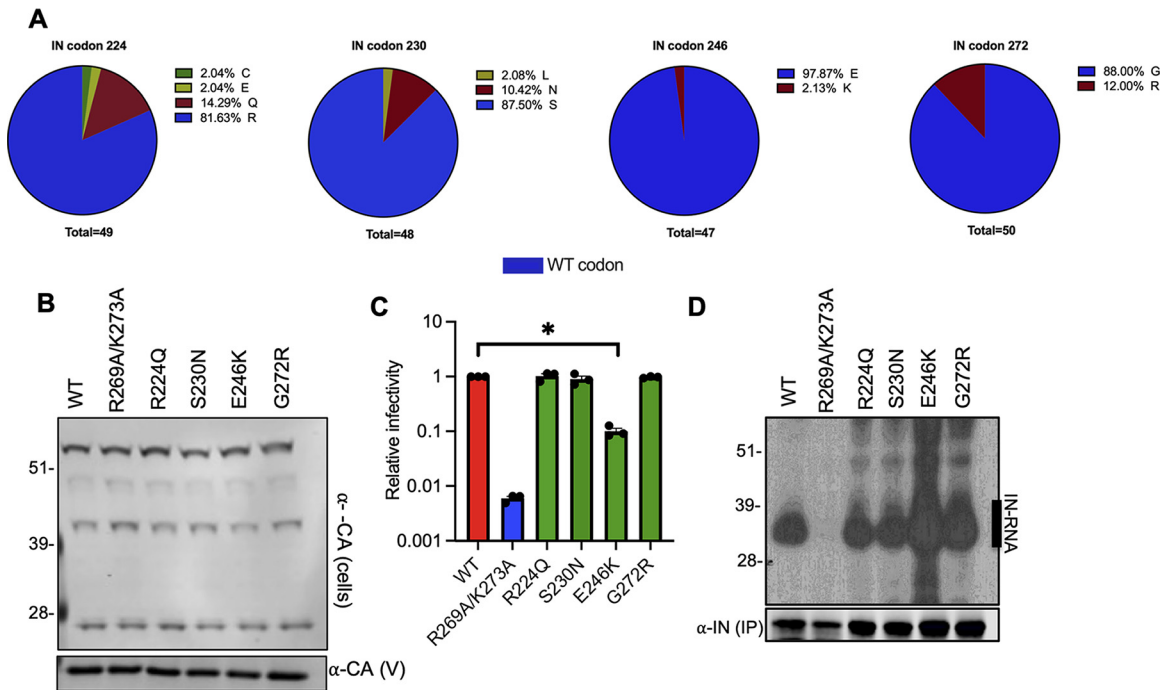 A
IN codon 224
2.04% C
2.04% E
14.29% Q
81.63% R
Total=49
IN codon 230
2.08% L
10.42% N
87.50% S
Total=48
IN codon 246
97.87% E
2.13% K
Total=47
IN codon 272
88.00% G
12.00% R
Total=50
WT codon
B
WT
R269A/K273A
R224Q
S230N
E246K
G272R
51-
39-
28-
α--CA (cells)
α-CA (V)
C
Relative infectivity
10
1
0.1
0.01
0.001
*
WT
R269A/K273A
R224Q
S230N
E246K
G272R
D
WT
R269A/K273A
R224Q
S230N
E246K
G272R
51-
39-
28-
IN-RNA
α-IN (IP)